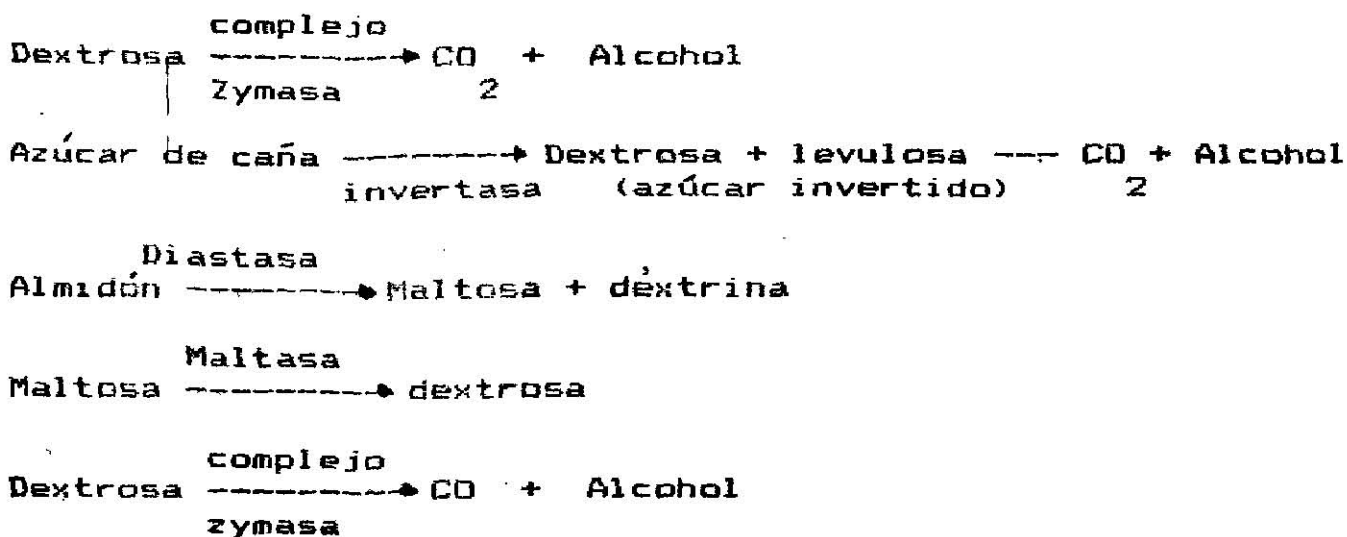 complejo
Dextrosa ----------→ CO + Alcohol
Zymasa 2
Azúcar de caña --------→ Dextrosa + levulosa --- CO + Alcohol
invertasa (azúcar invertido) 2
Diastasa
Almidón ---------→ Maltosa + déxtrina
Maltasa
Maltosa ----------→ dextrosa
complejo
Dextrosa ----------→ CO + Alcohol
zymasa